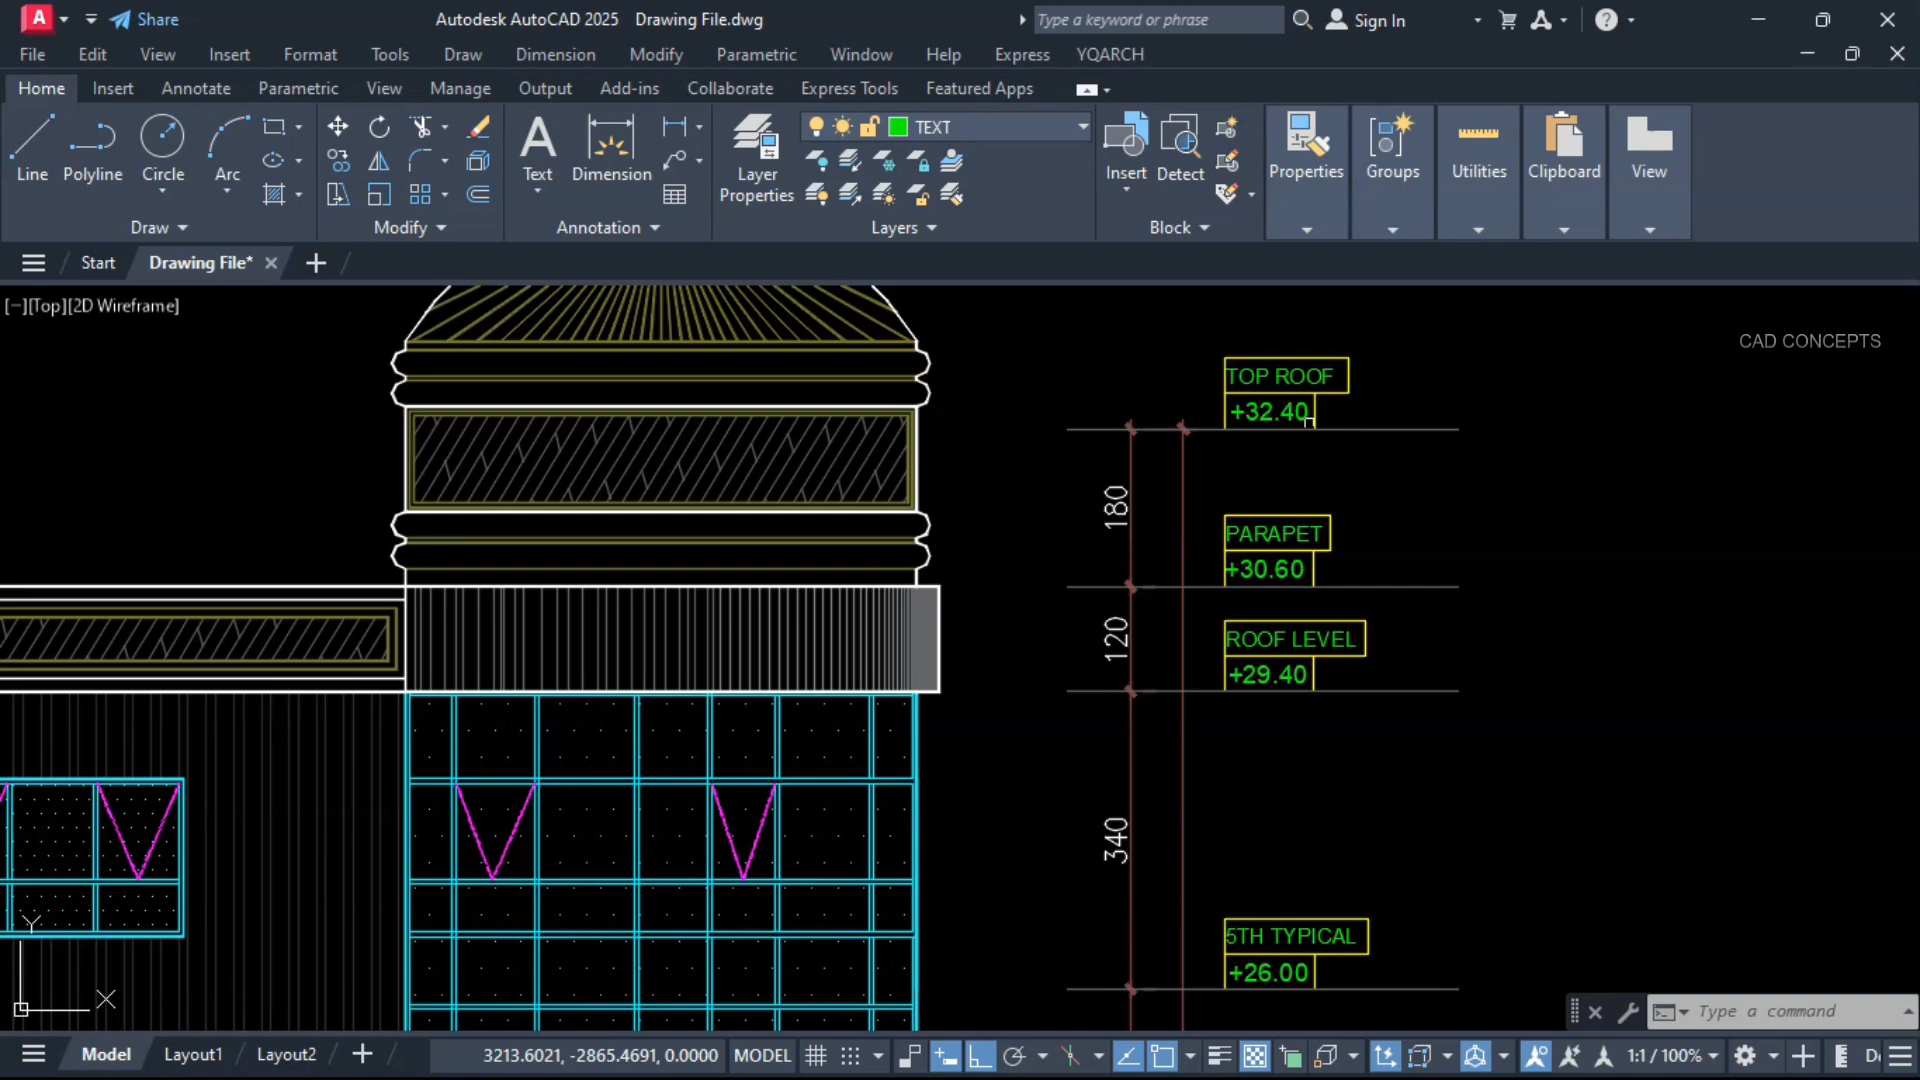 A Share Autodesk AutoCAD 2025 Drawing File.dwg Type a keyword or phrase Sign In
File Edit View Insert Format Tools Draw Dimension Modify Parametric Window Help Express YQARCH
Home Insert Annotate Parametric View Manage Output Add-ins Collaborate Express Tools Featured Apps
TEXT
Line Polyline Circle Arc Text Dimension Layer Properties Insert Detect Properties Groups Utilities Clipboard View
Draw Modify Annotation Layers Block
Start Drawing File*
[−][Top][2D Wireframe]
CAD CONCEPTS
TOP ROOF
+32.40
180
PARAPET
+30.60
120
ROOF LEVEL
+29.40
340
5TH TYPICAL
+26.00
Y
X
Type a command
Model Layout1 Layout2 3213.6021, -2865.4691, 0.0000 MODEL 1:1 / 100%